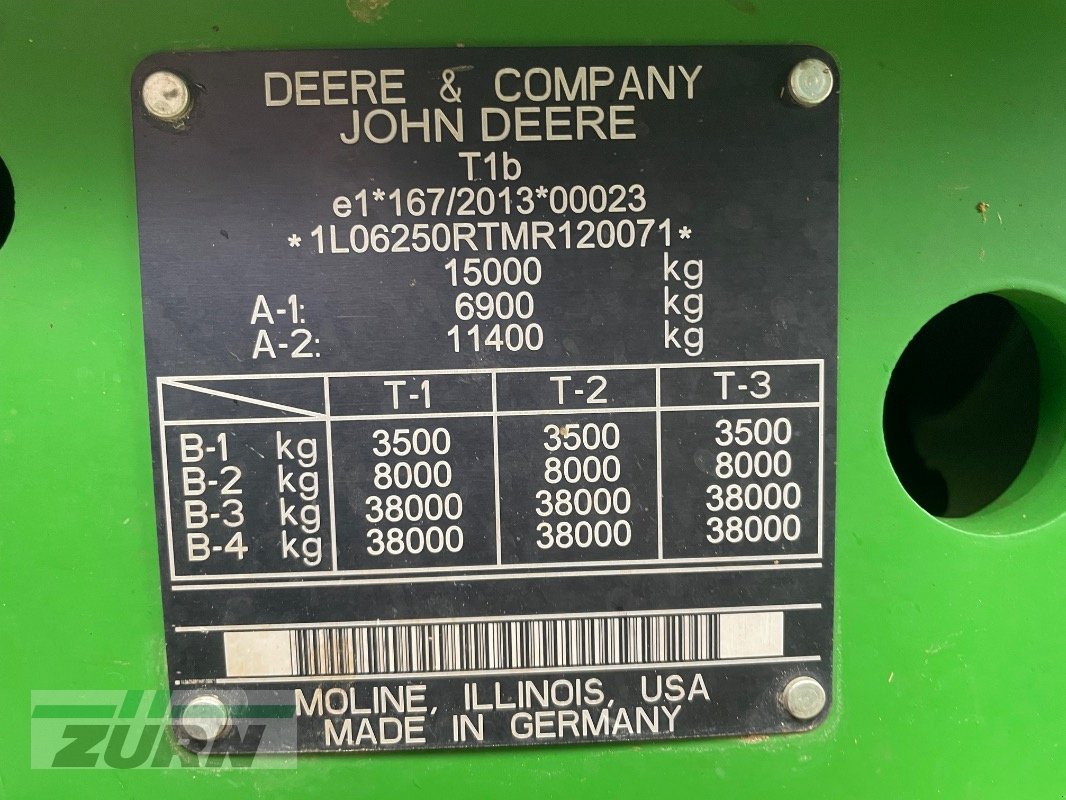 DEERE & COMPANY
JOHN DEERE
T1b
e1*167/2013*00023
*1L06250RTMR120071*
15000 kg
A-1: 6900 kg
A-2: 11400 kg
T-1 T-2 T-3
B-1 kg 3500 3500 3500
B-2 kg 8000 8000 8000
B-3 kg 38000 38000 38000
B-4 kg 38000 38000 38000
MOLINE, ILLINOIS, USA
MADE IN GERMANY
ZÜRN